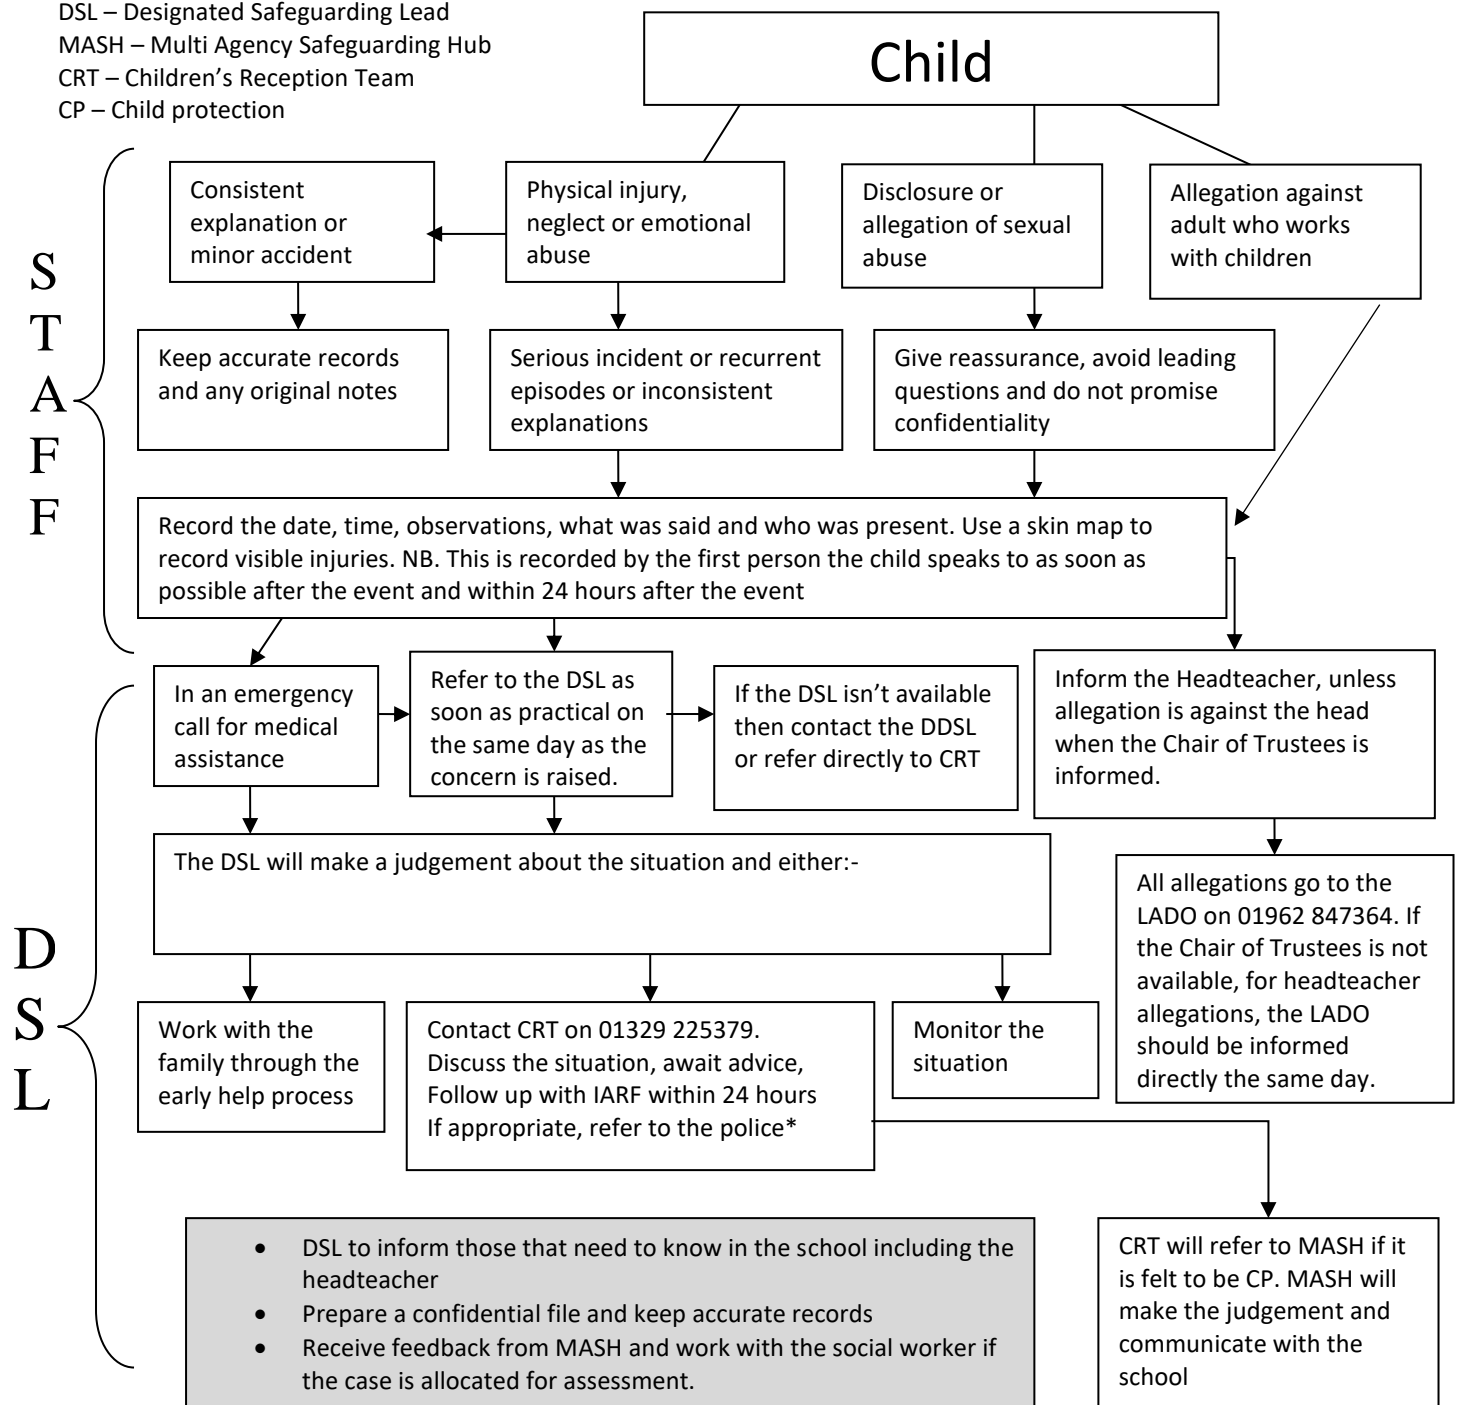 DSL – Designated Safeguarding Lead
MASH – Multi Agency Safeguarding Hub
CRT – Children's Reception Team
CP – Child protection
Child
STAFF
Consistent
explanation or
minor accident
Physical injury,
neglect or emotional
abuse
Disclosure or
allegation of sexual
abuse
Allegation against
adult who works
with children
Keep accurate records
and any original notes
Serious incident or recurrent
episodes or inconsistent
explanations
Give reassurance, avoid leading
questions and do not promise
confidentiality
Record the date, time, observations, what was said and who was present. Use a skin map to
record visible injuries. NB. This is recorded by the first person the child speaks to as soon as
possible after the event and within 24 hours after the event
DSL
In an emergency
call for medical
assistance
Refer to the DSL as
soon as practical on
the same day as the
concern is raised.
If the DSL isn't available
then contact the DDSL
or refer directly to CRT
Inform the Headteacher, unless
allegation is against the head
when the Chair of Trustees is
informed.
The DSL will make a judgement about the situation and either:-
All allegations go to the
LADO on 01962 847364. If
the Chair of Trustees is not
available, for headteacher
allegations, the LADO
should be informed
directly the same day.
Work with the
family through the
early help process
Contact CRT on 01329 225379.
Discuss the situation, await advice,
Follow up with IARF within 24 hours
If appropriate, refer to the police*
Monitor the
situation
• DSL to inform those that need to know in the school including the
headteacher
• Prepare a confidential file and keep accurate records
• Receive feedback from MASH and work with the social worker if
the case is allocated for assessment.
CRT will refer to MASH if it
is felt to be CP. MASH will
make the judgement and
communicate with the
school